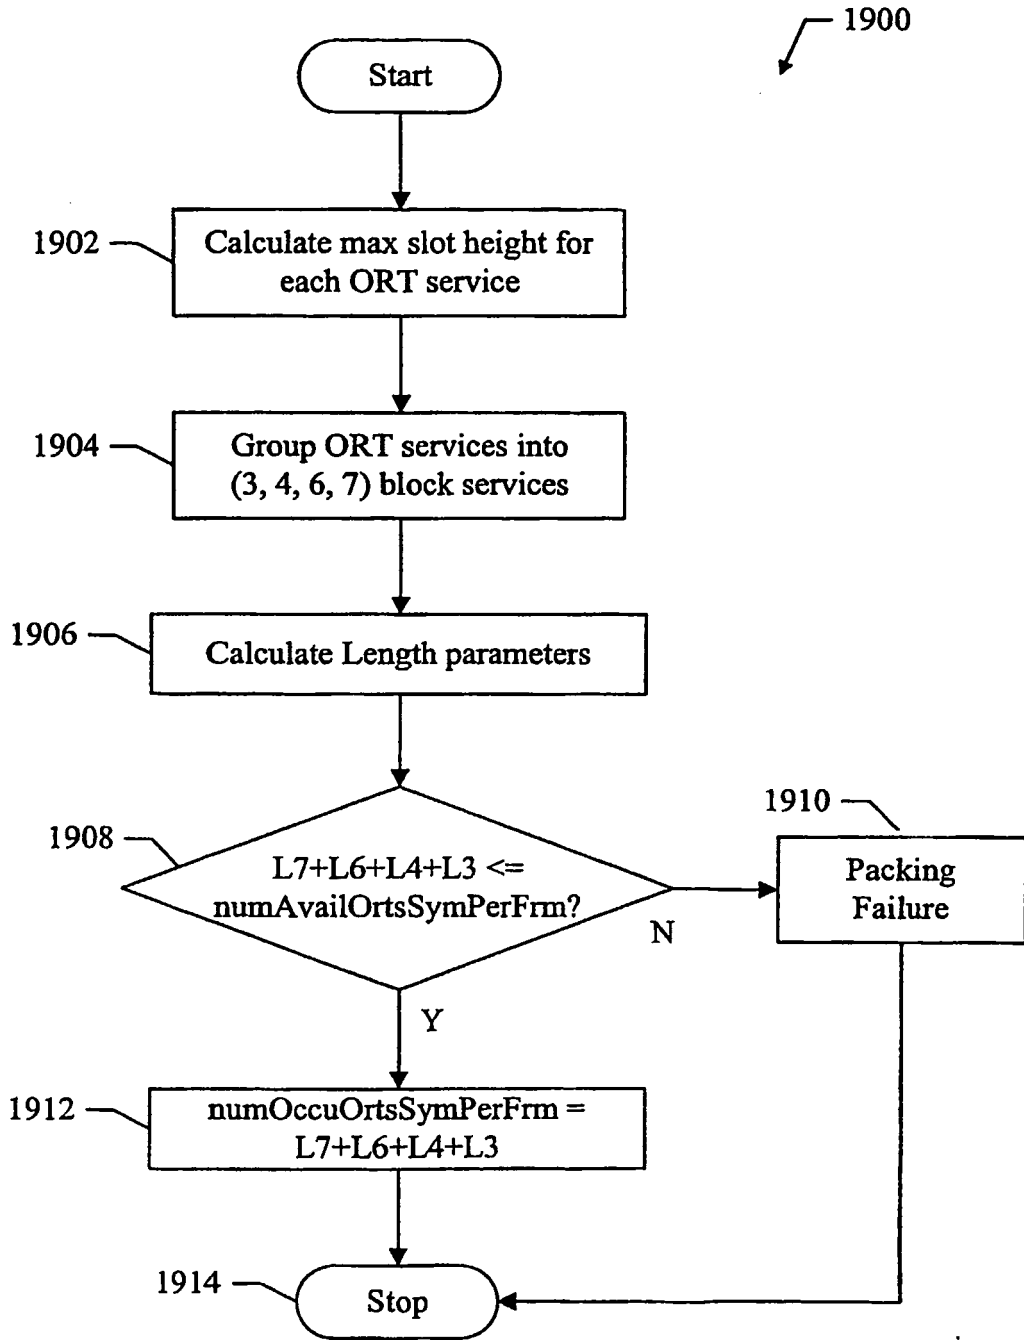 1900
Start
1902
Calculate max slot height for
each ORT service
1904
Group ORT services into
(3, 4, 6, 7) block services
1906
Calculate Length parameters
1908
L7+L6+L4+L3 <=
numAvailOrtsSymPerFrm?
N
1910
Packing
Failure
Y
1912
numOccuOrtsSymPerFrm =
L7+L6+L4+L3
1914
Stop